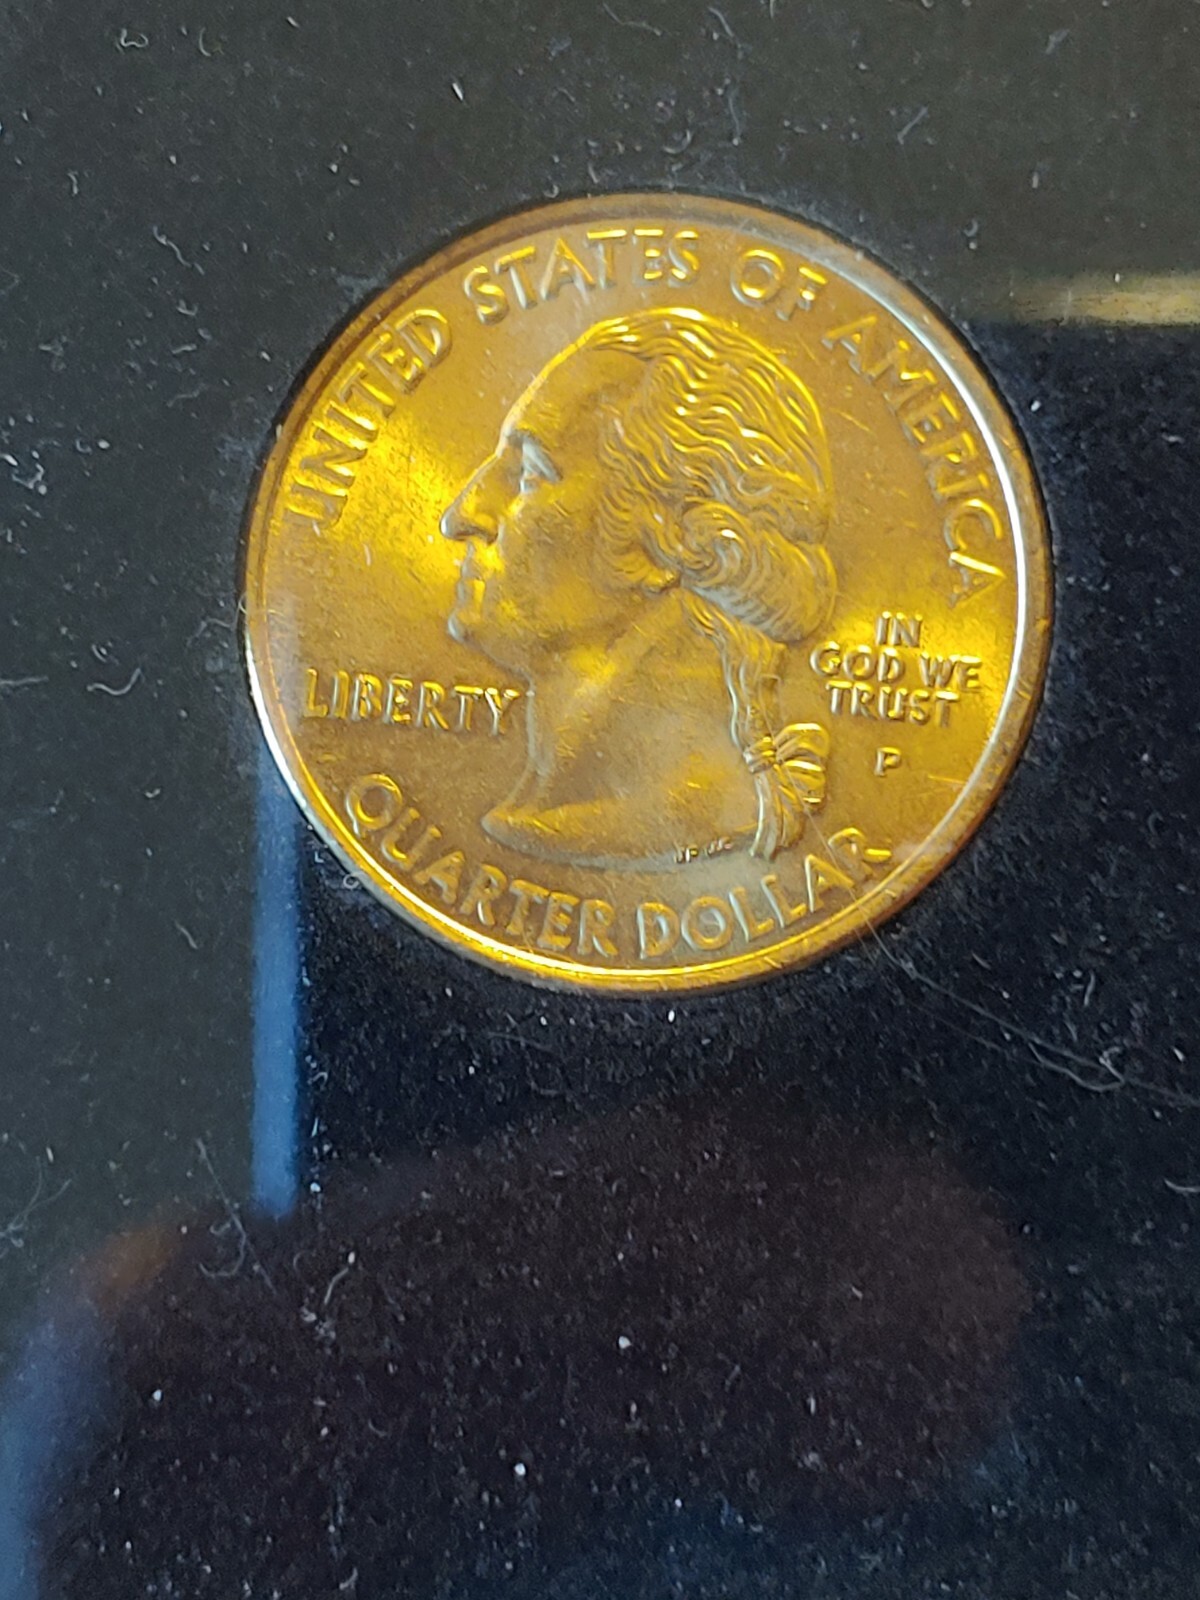 UNITED STATES OF AMERICA
LIBERTY
IN
GOD WE
TRUST
P
QUARTER DOLLAR